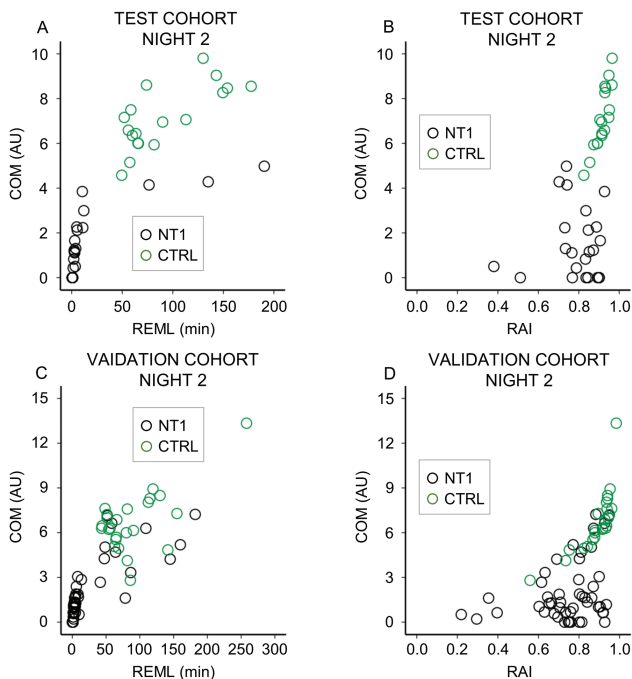 A
TEST COHORT
NIGHT 2
COM (AU)
10
8
6
4
2
0
NT1
CTRL
0
50
100
150
200
REML (min)
B
TEST COHORT
NIGHT 2
COM (AU)
10
8
6
4
2
0
NT1
CTRL
0.0
0.2
0.4
0.6
0.8
1.0
RAI
C
VAIDATION COHORT
NIGHT 2
COM (AU)
15
12
9
6
3
0
NT1
CTRL
0
50
100
150
200
250
300
REML (min)
D
VALIDATION COHORT
NIGHT 2
COM (AU)
15
12
9
6
3
0
NT1
CTRL
0.0
0.2
0.4
0.6
0.8
1.0
RAI